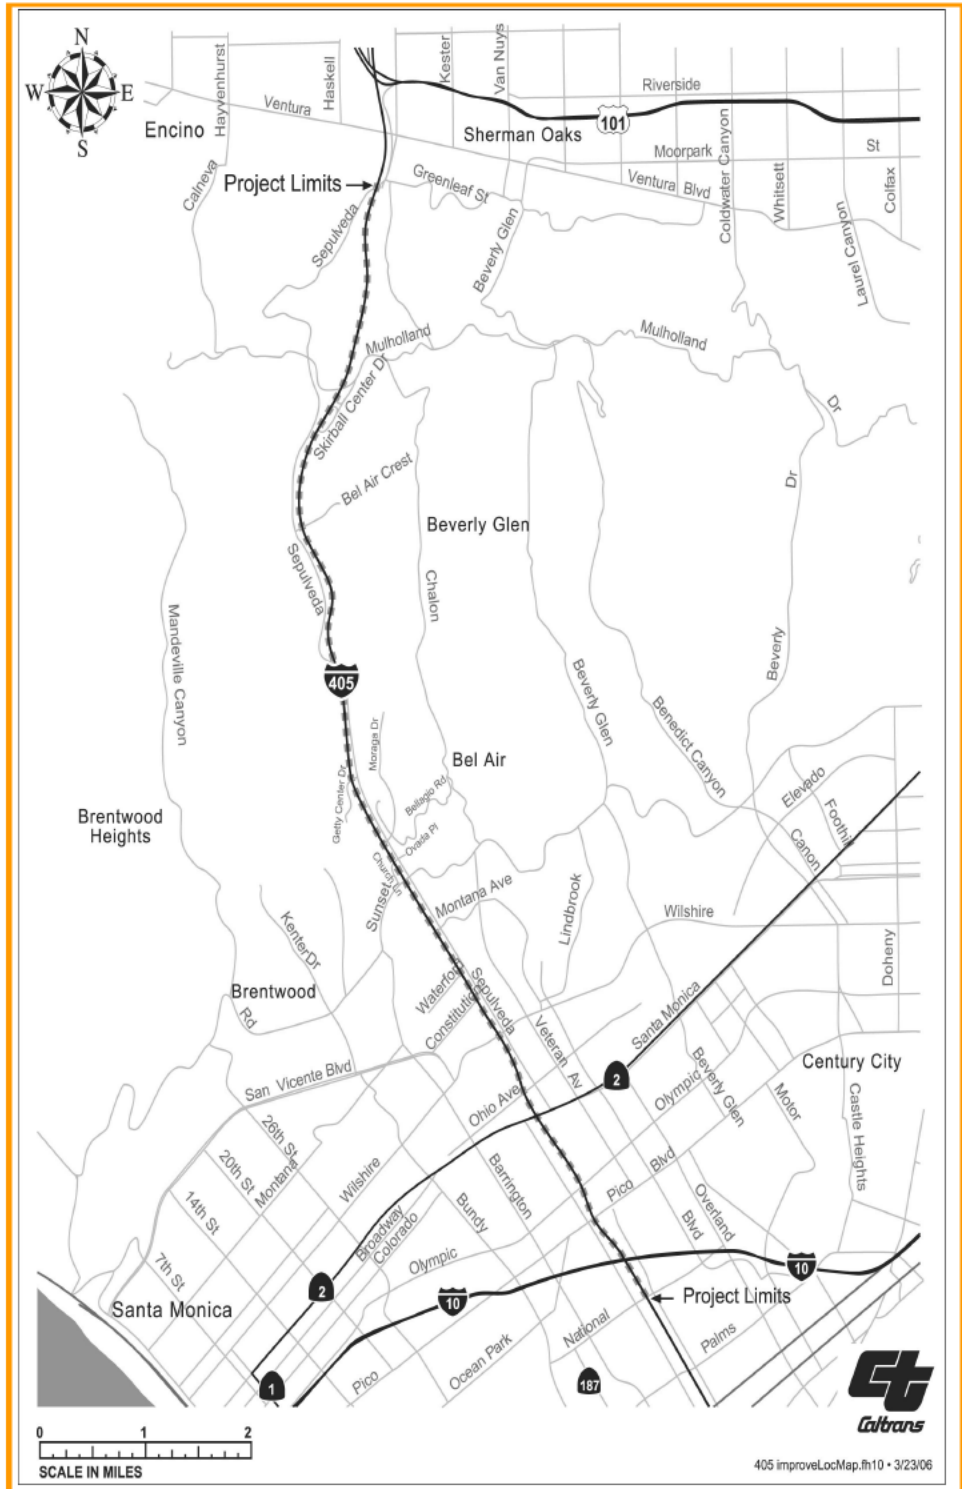 N
W
E
S
Hayvenhurst
Haskell
Kester
Van Nuys
Riverside
Ventura
Encino
101
Sherman Oaks
Moorpark
St
Coldwater Canyon
Calneva
Project Limits
Greenleaf St
Ventura Blvd
Whitsett
Colfax
Sepulveda
Beverly Glen
Laurel Canyon
Mulholland
Mulholland
Dr
Skirball Center Dr
Bel Air Crest
Dr
Beverly Glen
Sepulveda
Chalon
Mandeville Canyon
Beverly
405
Beverly Glen
Benedict Canyon
Moraga Dr
Bel Air
Getty Center Dr
Bellagio Rd
Elevado
Foothill
Brentwood
Heights
Ovada Pl
Canon
Church Ln
Sunset
Montana Ave
Lindbrook
Wilshire
Kenter Dr
Doheny
Brentwood
Rd
Waterford
Constitution
Sepulveda
Veteran Av
Santa Monica
2
Century City
San Vicente Blvd
Ohio Ave
Olympic
Beverly Glen
Motor
Castle Heights
26th St
20th St
Montana
Wilshire
Barrington
Blvd
Pico
14th St
Bundy
Broadway
Colorado
Overland
Blvd
7th St
Olympic
10
2
10
Santa Monica
Project Limits
National
Palms
Ocean Park
Pico
1
187
CT
Caltrans
0 1 2
SCALE IN MILES
405 improveLocMap.fh10 • 3/23/06